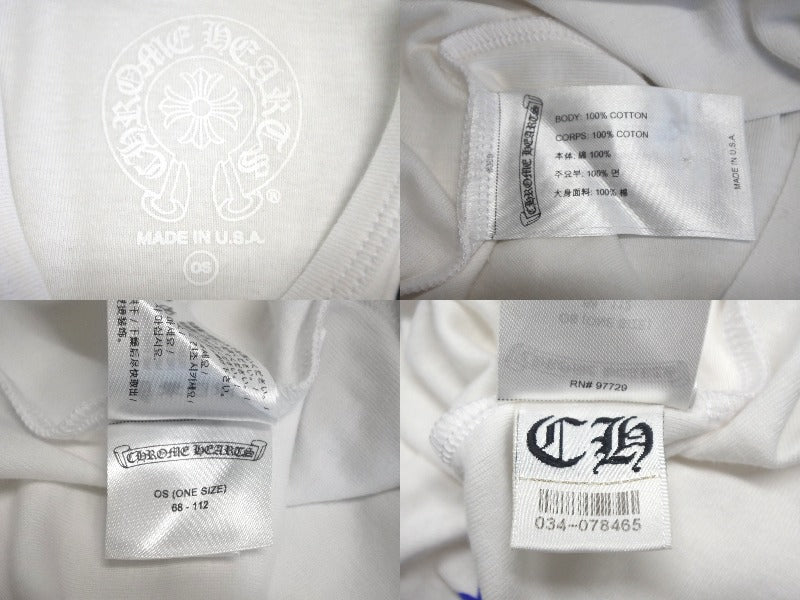 CHROME HEARTS
®
MADE IN U.S.A.
OS
CHROME HEARTS
BODY: 100% COTTON
CORPS: 100% COTON
本体: 綿 100%
주요부: 100% 면
大身面料: 100% 棉
MADE IN U.S.A
CHROME HEARTS
OS (ONE SIZE)
68 - 112
RN# 97729
CH
034-078465